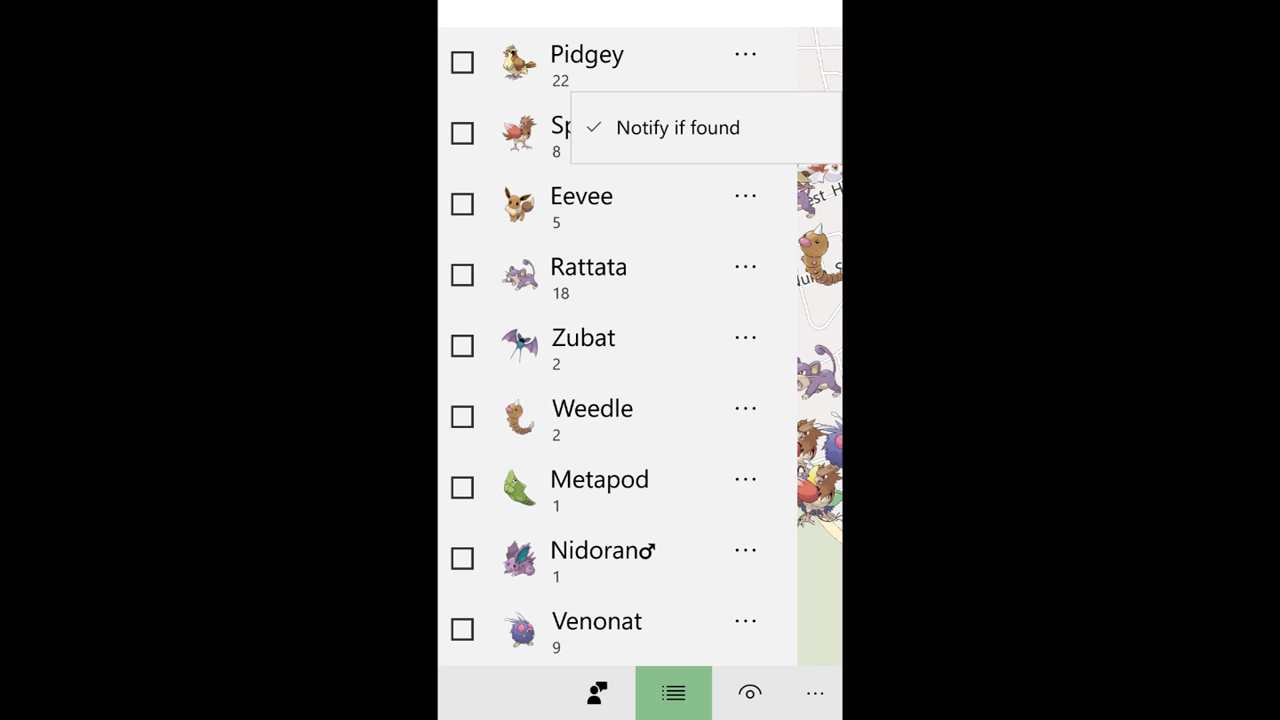 Pidgey
22
Sp
Notify if found
8
Eevee
5
Rattata
18
Zubat
2
Weedle
2
Metapod
1
Nidoran♂
1
Venonat
9
est H